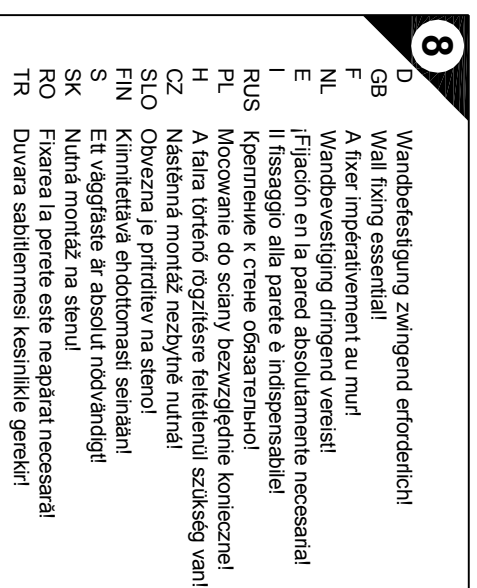 8
D Wandbefestigung zwingend erforderlich!
GB Wall fixing essential!
F A fixer impérativement au mur!
NL Wandbevestiging dringend vereist!
E ¡Fijación en la pared absolutamente necesaria!
I Il fissaggio alla parete è indispensabile!
RUS Крепление к стене обязательно!
PL Mocowanie do sciany bezwzględnie konieczne!
H A falra történő rögzítésre feltétlenül szükség van!
CZ Nástěnná montáž nezbytně nutná!
SLO Obvezna je pritrditev na steno!
FIN Kiinnitettävä ehdottomasti seinään!
S Ett väggfäste är absolut nödvändigt!
SK Nutná montáž na stenu!
RO Fixarea la perete este neapărat necesară!
TR Duvara sabitlenmesi kesinlikle gerekir!